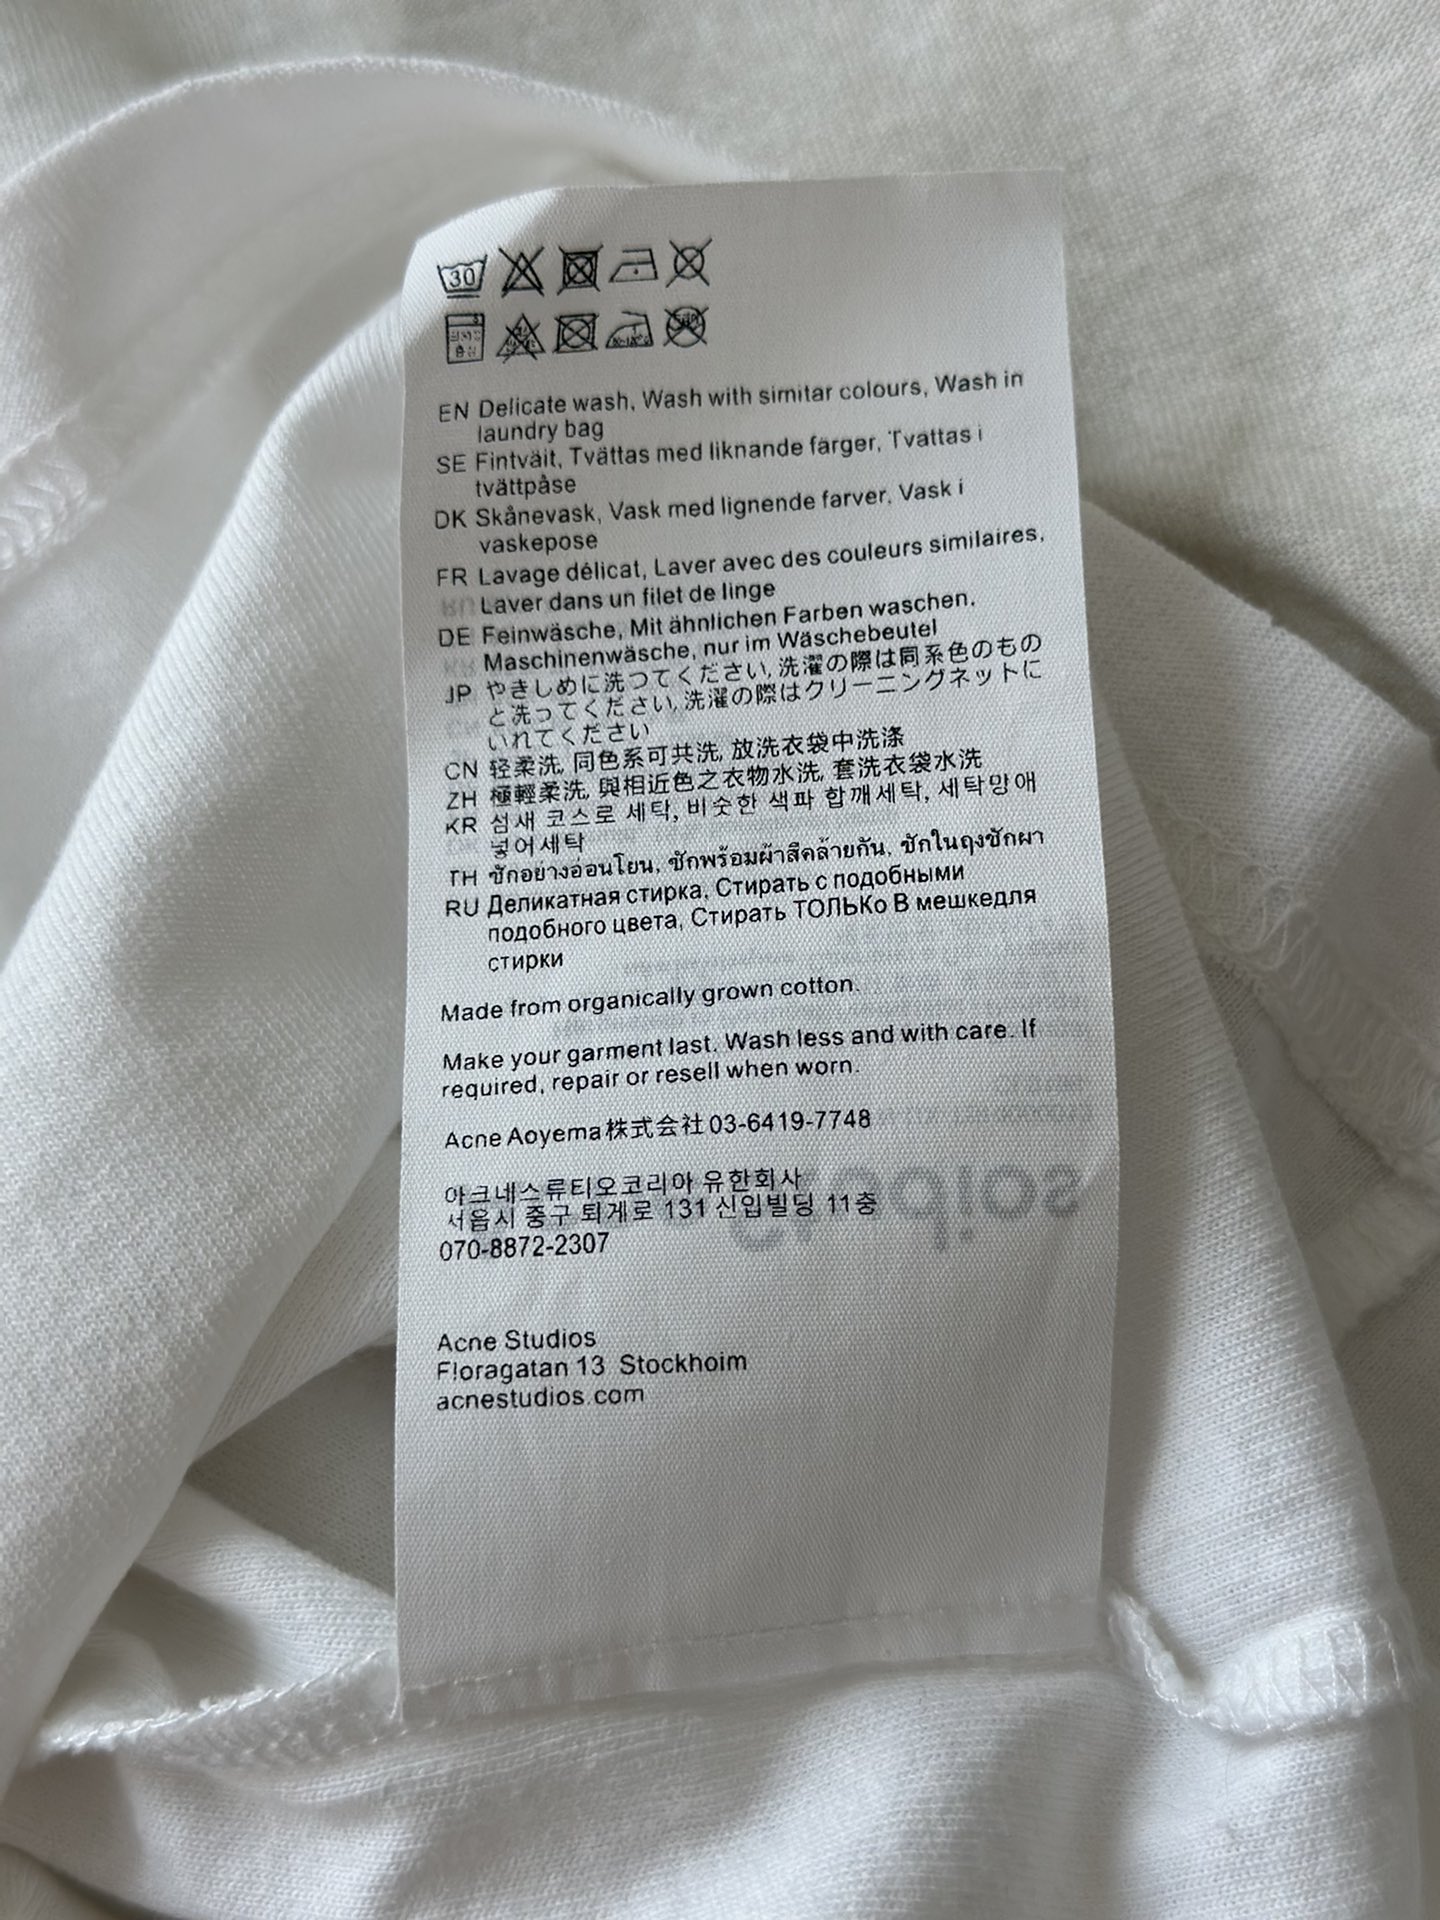 30
EN Delicate wash, Wash with simitar colours, Wash in
laundry bag
SE Fintväit, Tvättas med liknande farger, Tvattas i
tvättpåse
DK Skånevask, Vask med lignende farver, Vask i
vaskepose
FR Lavage délicat, Laver avec des couleurs similaires,
Laver dans un filet de linge
DE Feinwäsche, Mit ähnlichen Farben waschen,
Maschinenwäsche, nur im Wäschebeutel
JP やきしめに洗つてください, 洗濯の際は同系色のもの
と洗ってください, 洗濯の際はクリーニングネットに
いれてください
CN 轻柔洗, 同色系可共洗, 放洗衣袋中洗涤
ZH 極輕柔洗, 與相近色之衣物水洗, 套洗衣袋水洗
KR 섬새 코스로 세탁, 비슷한 색파 합깨세탁, 세탁망애
넣어세탁
TH ซักอย่างอ่อนโยน, ซักพร้อมผ้าสีคล้ายกัน, ซักในถุงซักผา
RU Деликатная стирка, Стирать с подобными
подобного цвета, Стирать ТОЛЬКо В мешкедля
стирки
Made from organically grown cotton.
Make your garment last. Wash less and with care. If
required, repair or resell when worn.
Acne Aoyema株式会社 03-6419-7748
아크네스류티오코리아 유한회사
서욥시 중구 퇴게로 131 신입빌딩 11층
070-8872-2307
Acne Studios
F!oragatan 13 Stockhoim
acnestudios.com